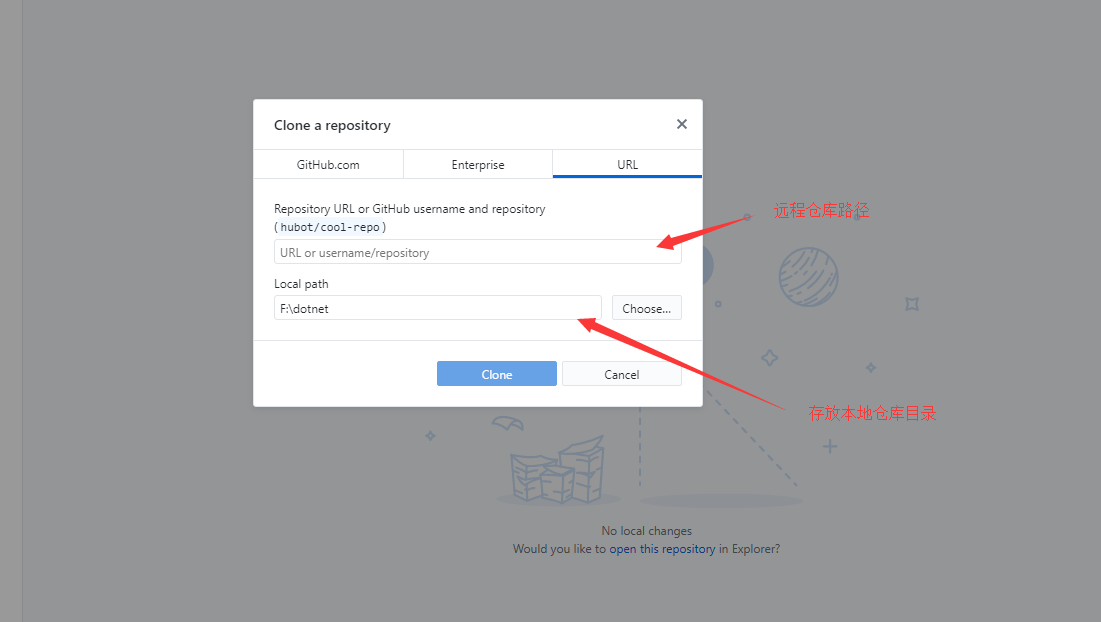 Clone a repository
GitHub.com
Enterprise
URL
Repository URL or GitHub username and repository
(hubot/cool-repo)
URL or username/repository
远程仓库路径
Local path
F:\dotnet
Choose...
Clone
Cancel
存放本地仓库目录
No local changes
Would you like to open this repository in Explorer?